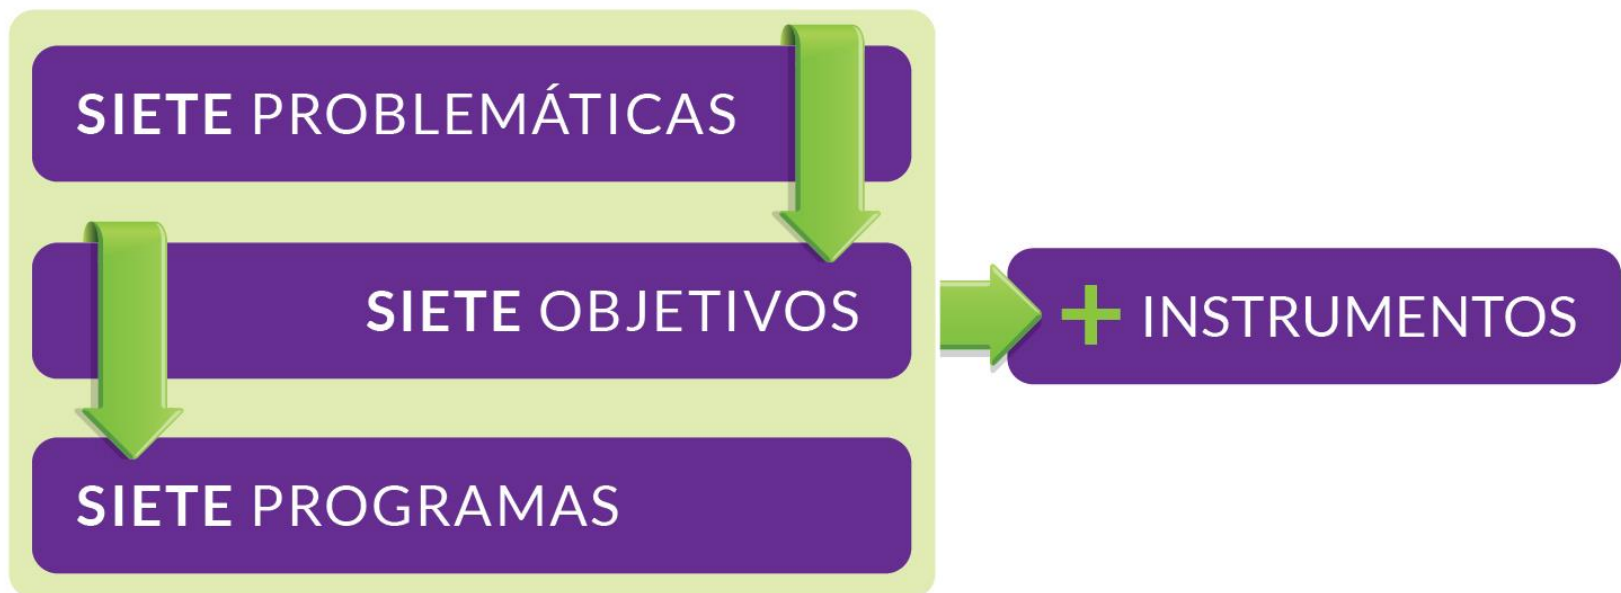 SIETE PROBLEMÁTICAS
SIETE OBJETIVOS
+ INSTRUMENTOS
SIETE PROGRAMAS